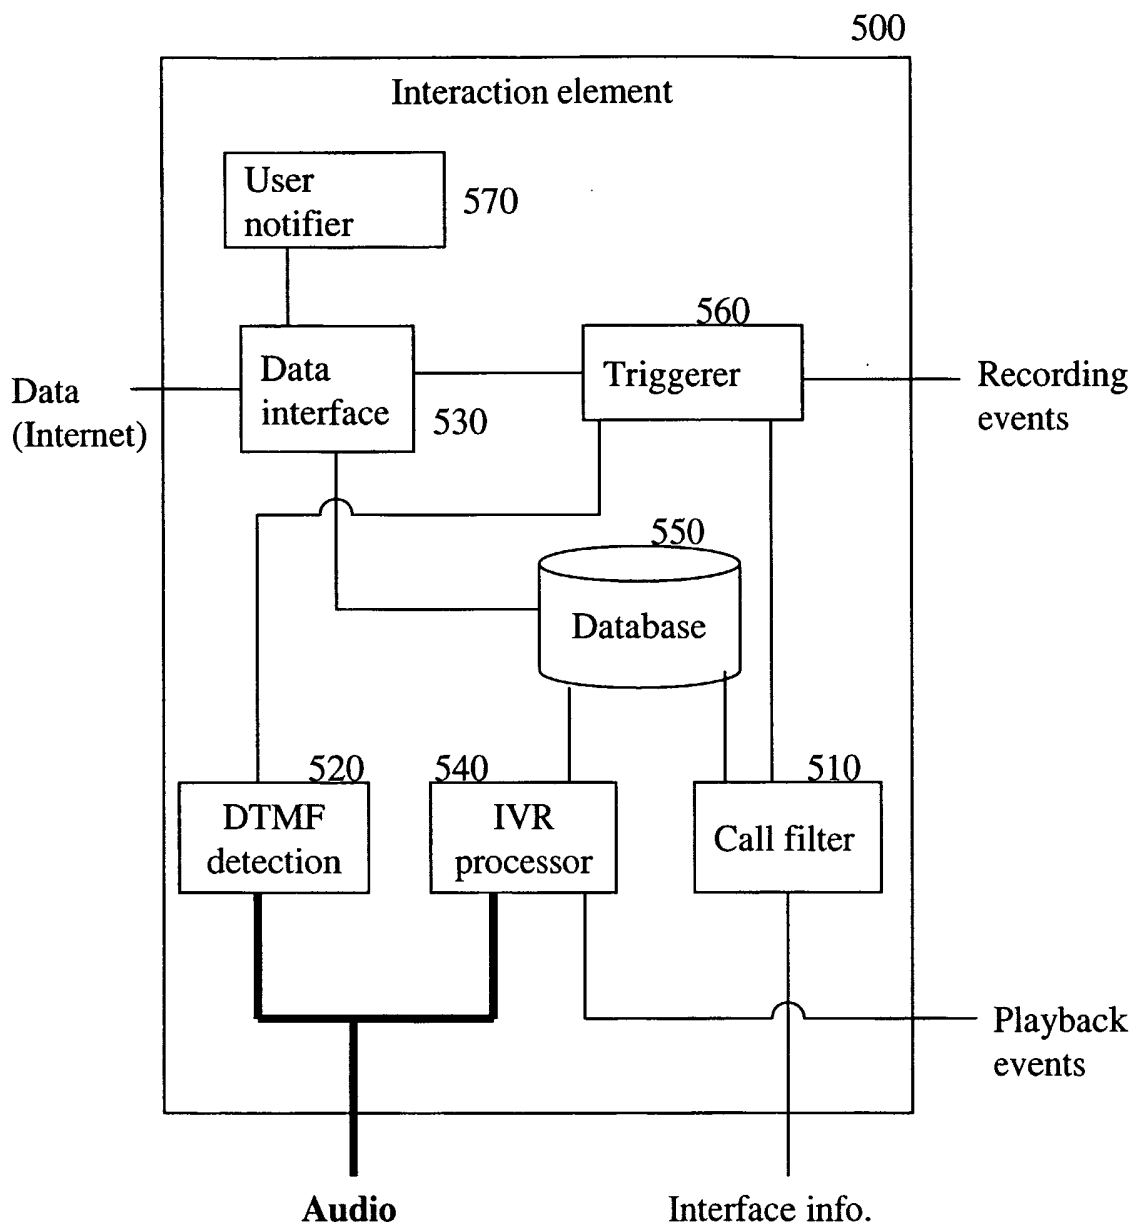 500
Interaction element
User
notifier
570
560
Data
interface
530
Triggerer
Data
(Internet)
Recording
events
550
Database
520
DTMF
detection
540
IVR
processor
510
Call filter
Playback
events
Audio
Interface info.